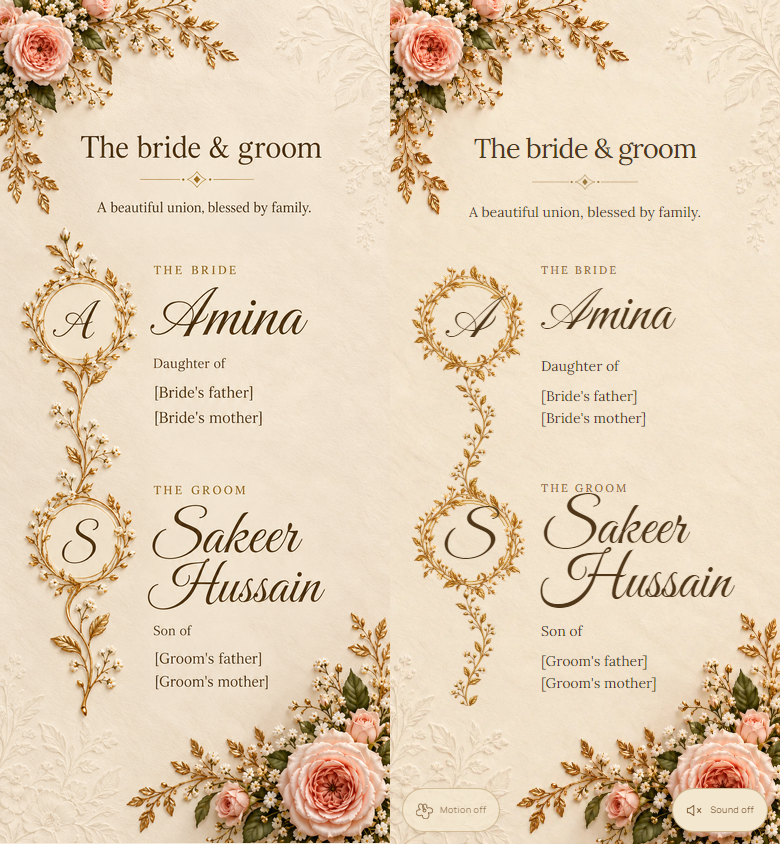 The bride & groom
A beautiful union, blessed by family.
A
THE BRIDE
Amina
Daughter of
[Bride's father]
[Bride's mother]
S
THE GROOM
Sakeer
Hussain
Son of
[Groom's father]
[Groom's mother]
The bride & groom
A beautiful union, blessed by family.
A
THE BRIDE
Amina
Daughter of
[Bride's father]
[Bride's mother]
S
THE GROOM
Sakeer
Hussain
Son of
[Groom's father]
[Groom's mother]
Motion off
Sound off